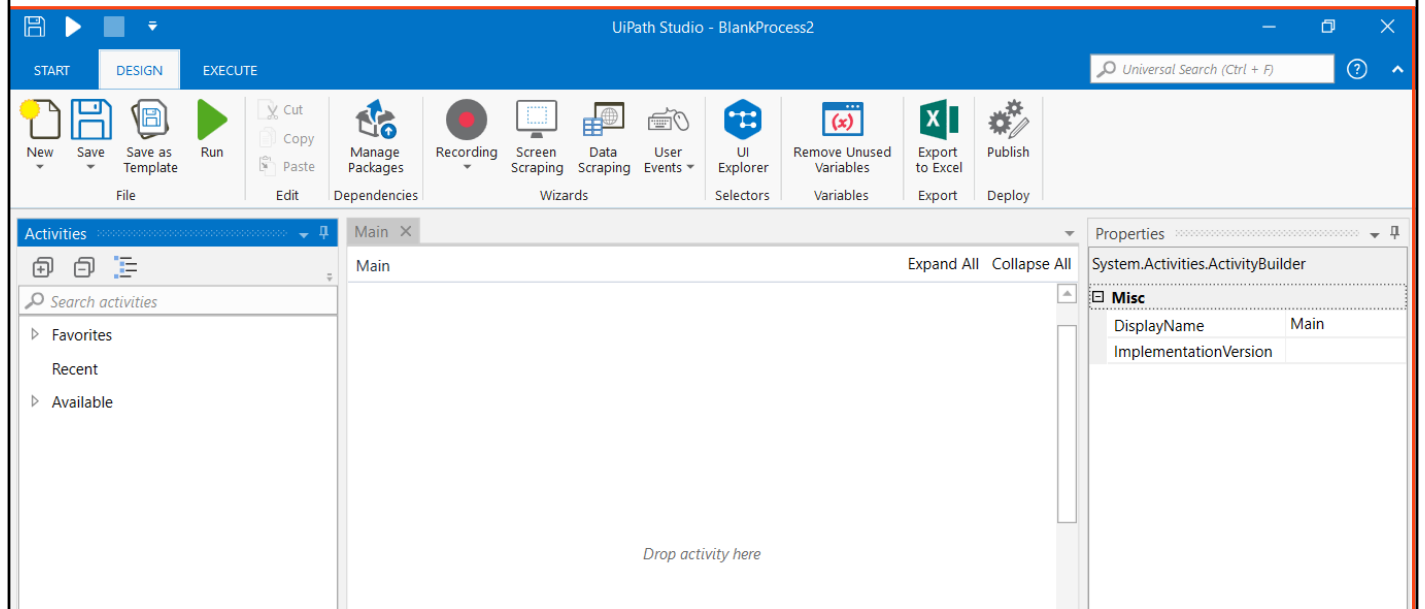 UiPath Studio - BlankProcess2
START DESIGN EXECUTE
Universal Search (Ctrl + F)
New
Save
Save as
Template
Run
File
Cut
Copy
Paste
Edit
Manage
Packages
Dependencies
Recording
Screen
Scraping
Data
Scraping
User
Events
Wizards
UI
Explorer
Selectors
(x)
Remove Unused
Variables
Variables
X
Export
to Excel
Export
Publish
Deploy
Activities
Search activities
Favorites
Recent
Available
Main
Main
Expand All Collapse All
Drop activity here
Properties
System.Activities.ActivityBuilder
Misc
DisplayName Main
ImplementationVersion